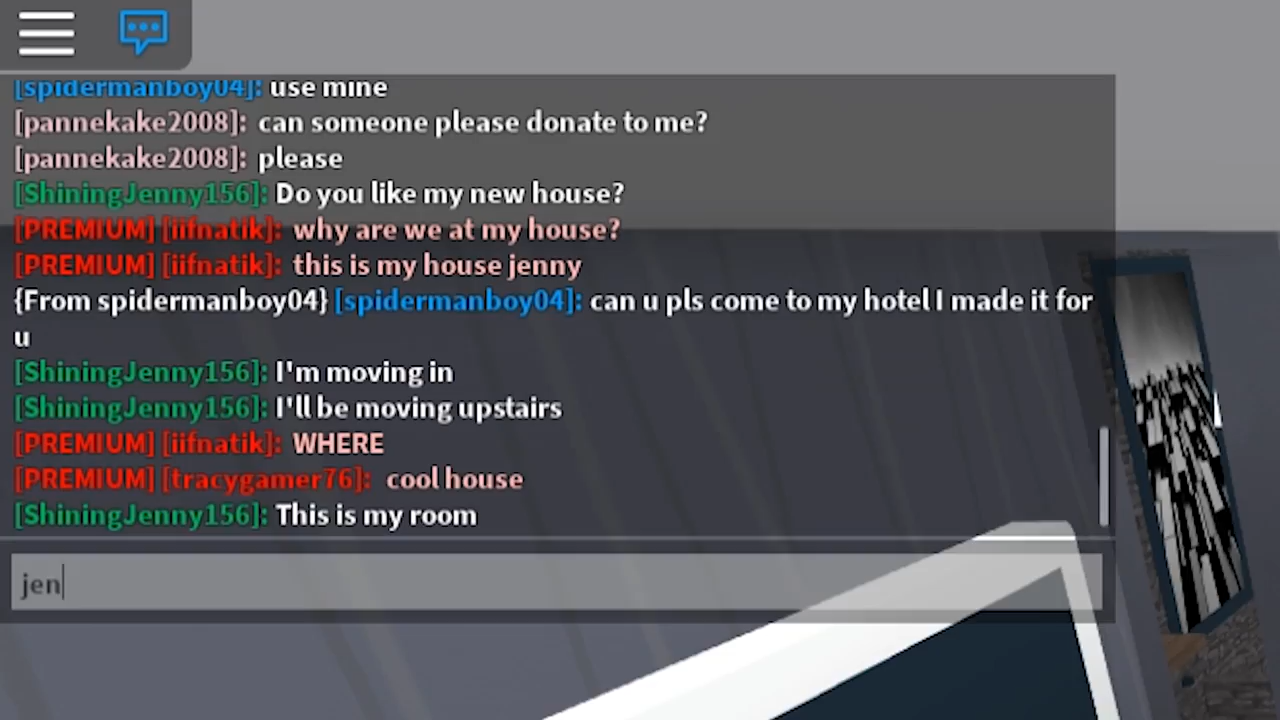 [spidermanboy04]: use mine
[pannekake2008]: can someone please donate to me?
[pannekake2008]: please
[ShiningJenny156]: Do you like my new house?
[PREMIUM] [iifnatik]: why are we at my house?
[PREMIUM] [iifnatik]: this is my house jenny
{From spidermanboy04} [spidermanboy04]: can u pls come to my hotel I made it for
u
[ShiningJenny156]: I'm moving in
[ShiningJenny156]: I'll be moving upstairs
[PREMIUM] [iifnatik]: WHERE
[PREMIUM] [tracygamer76]: cool house
[ShiningJenny156]: This is my room
jen